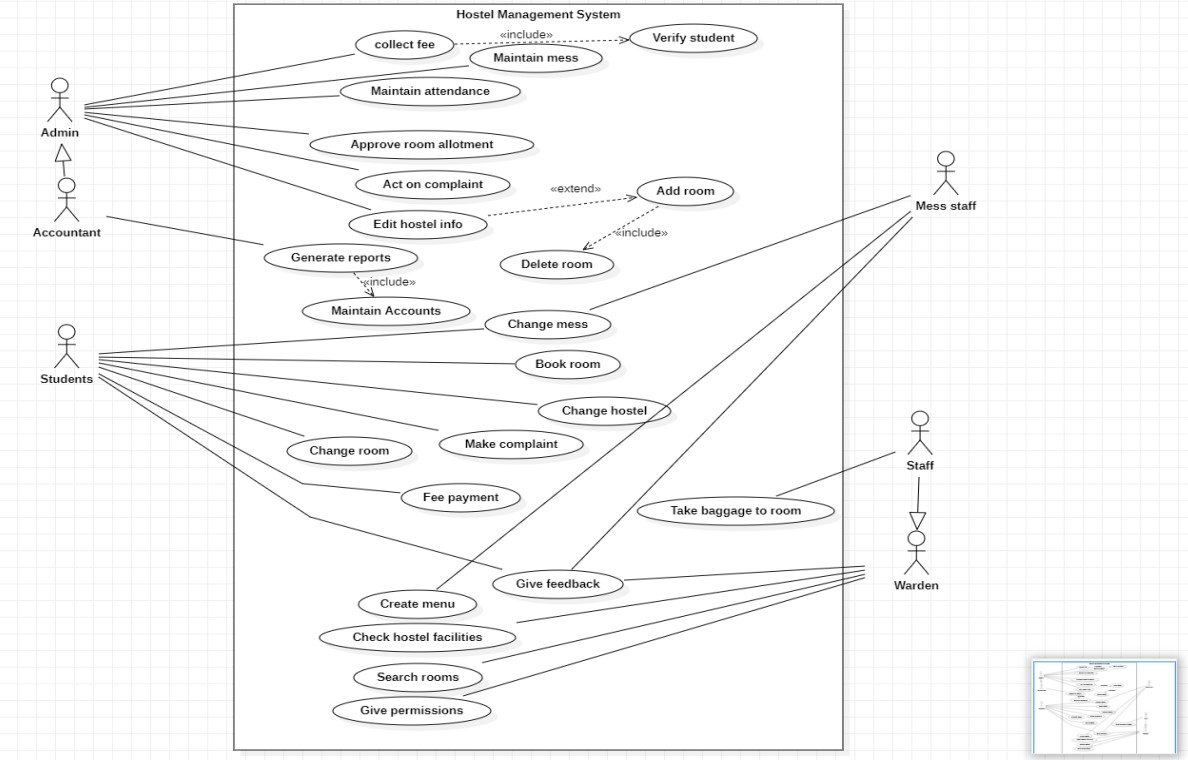 Hostel Management System
collect fee
«include»
Verify student
Maintain mess
Maintain attendance
Admin
Approve room allotment
Act on complaint
«extend»
Add room
Mess staff
Accountant
Edit hostel info
«include»
Generate reports
Delete room
«include»
Maintain Accounts
Change mess
Students
Book room
Change hostel
Make complaint
Change room
Staff
Fee payment
Take baggage to room
Give feedback
Warden
Create menu
Check hostel facilities
Search rooms
Give permissions